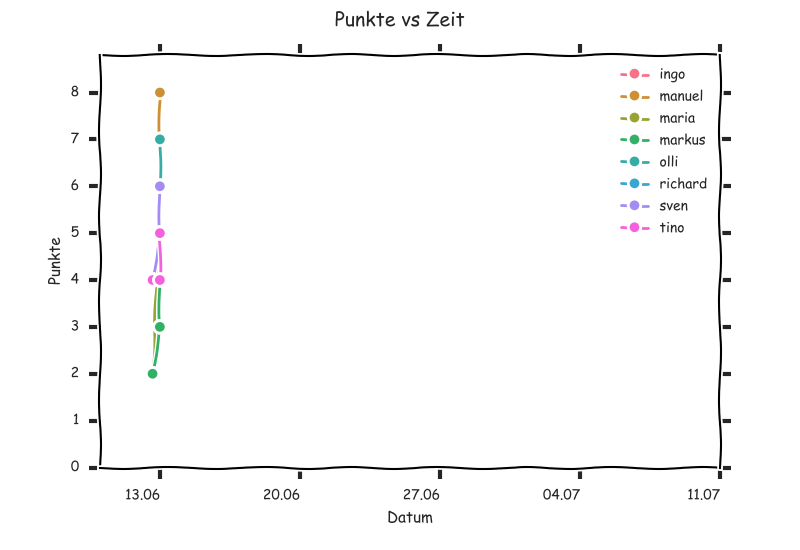 Punkte vs Zeit
ingo
manuel
maria
markus
olli
richard
sven
tino
8
7
6
5
4
3
2
1
0
Punkte
13.06
20.06
27.06
04.07
11.07
Datum